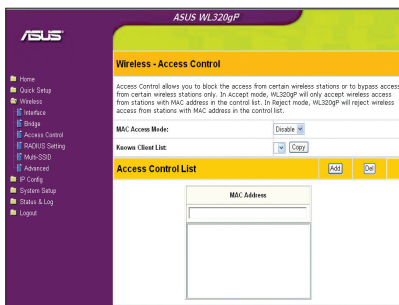 ASUS WL320gP
ASUS
Home
Quick Setup
Wireless
Interface
Bridge
Access Control
RADIUS Setting
Multi-SSID
Advanced
IP Config
System Setup
Status & Log
Logout
Wireless - Access Control
Access Control allows you to block the access from certain wireless stations or to bypass access
from certain wireless stations only. In Accept mode, WL320gP will only accept wireless access
from stations with MAC address in the control list. In Reject mode, WL320gP will reject wireless
access from stations with MAC address in the control list.
MAC Access Mode: Disable
Known Client List: Copy
Access Control List Add Del
MAC Address